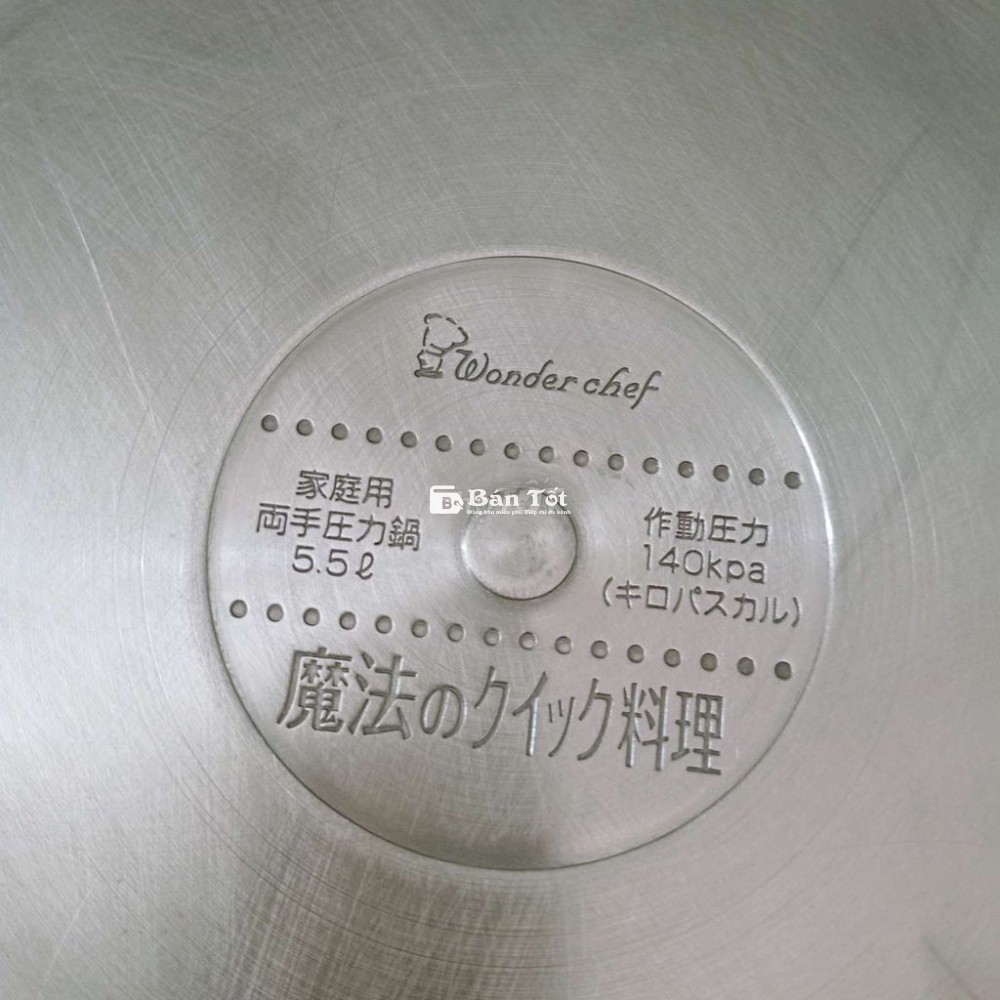 Wonder chef
家庭用
両手圧力鍋
5.5ℓ
Bán Tốt
作動圧力
140kpa
(キロパスカル)
魔法のクイック料理